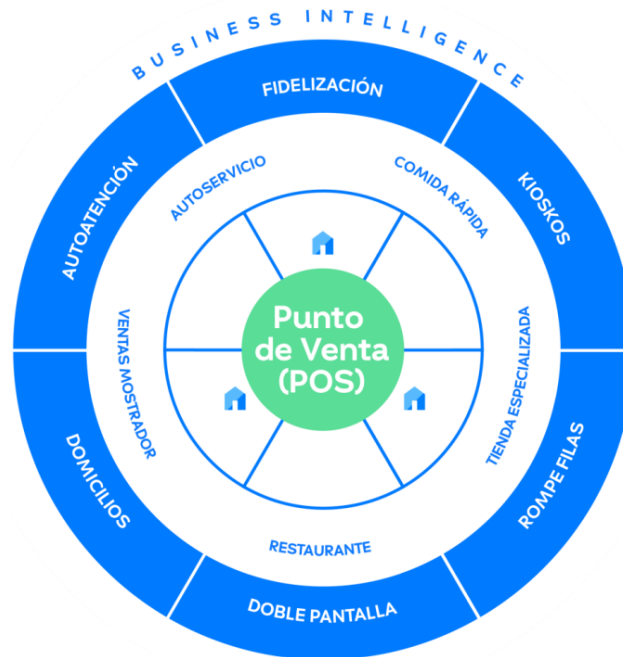 BUSINESS INTELLIGENCE
FIDELIZACIÓN
KIOSKOS
ROMPE FILAS
DOBLE PANTALLA
DOMICILIOS
AUTOATENCIÓN
AUTOSERVICIO
COMIDA RÁPIDA
TIENDA ESPECIALIZADA
RESTAURANTE
VENTAS MOSTRADOR
Punto
de Venta
(POS)